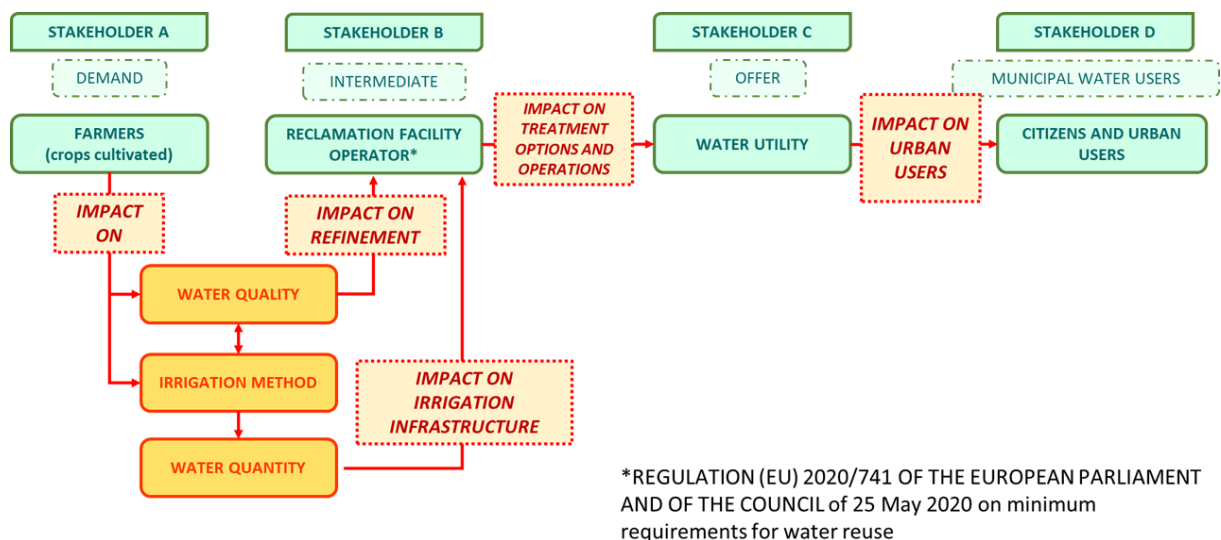 STAKEHOLDER A
STAKEHOLDER B
STAKEHOLDER C
STAKEHOLDER D
DEMAND
INTERMEDIATE
OFFER
MUNICIPAL WATER USERS
FARMERS
(crops cultivated)
RECLAMATION FACILITY
OPERATOR*
IMPACT ON
TREATMENT
OPTIONS AND
OPERATIONS
WATER UTILITY
IMPACT ON
URBAN
USERS
CITIZENS AND URBAN
USERS
IMPACT
ON
IMPACT ON
REFINEMENT
WATER QUALITY
IRRIGATION METHOD
WATER QUANTITY
IMPACT ON
IRRIGATION
INFRASTRUCTURE
*REGULATION (EU) 2020/741 OF THE EUROPEAN PARLIAMENT
AND OF THE COUNCIL of 25 May 2020 on minimum
requirements for water reuse